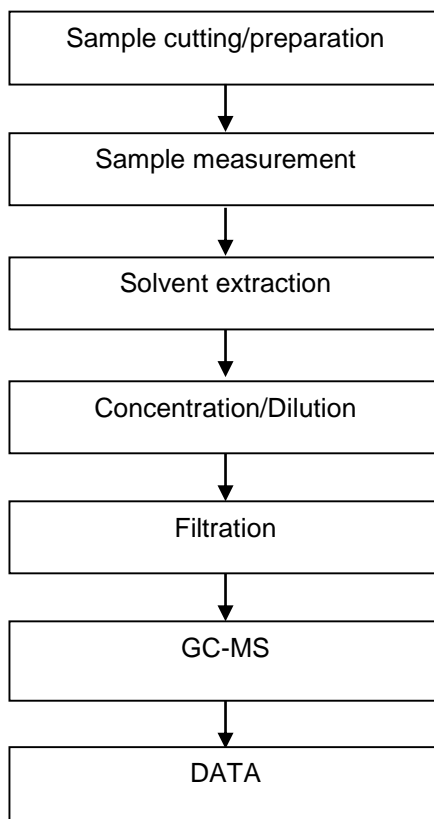 Sample cutting/preparation
Sample measurement
Solvent extraction
Concentration/Dilution
Filtration
GC-MS
DATA